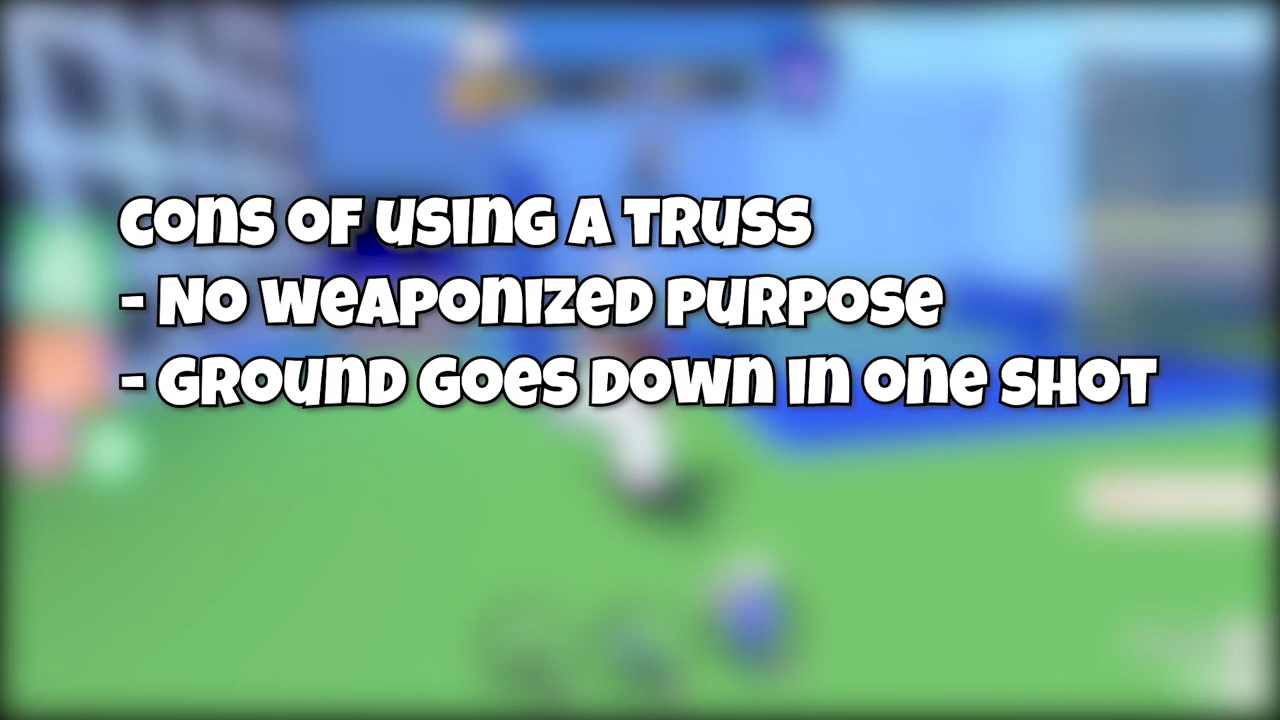 Cons of using a Truss
- No weaponized purpose
- Ground goes down in one shot